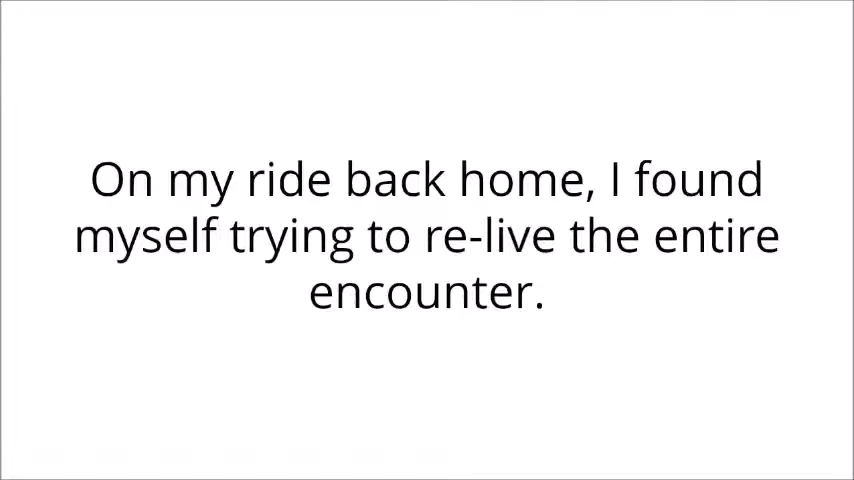 On my ride back home, I found
myself trying to re-live the entire
encounter.